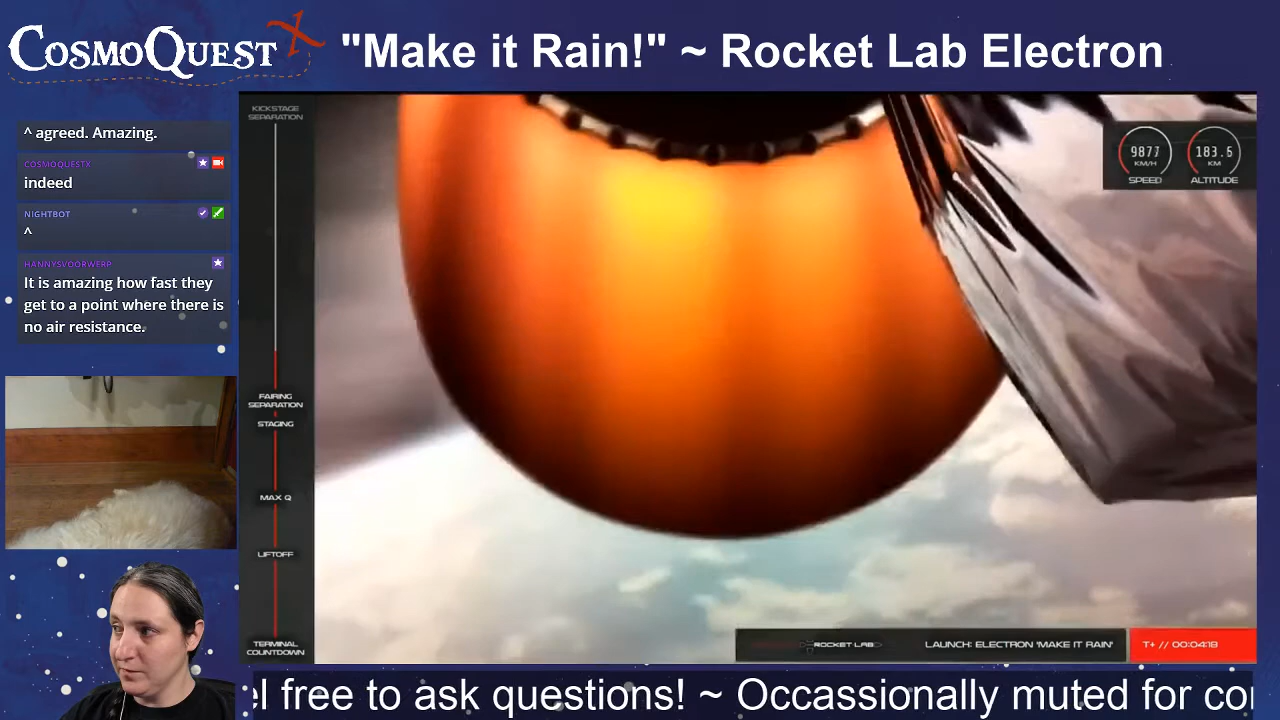 COSMOQUEST X
"Make it Rain!" ~ Rocket Lab Electron
^ agreed. Amazing.
COSMOQUESTX
indeed
NIGHTBOT
^
HANNYSVOORWERP
It is amazing how fast they
get to a point where there is
no air resistance.
KICKSTAGE
SEPARATION
FAIRING
SEPARATION
STAGING
MAX Q
LIFTOFF
TERMINAL
COUNTDOWN
9877
KM/H
SPEED
183.6
KM
ALTITUDE
ROCKET LAB
LAUNCH: ELECTRON 'MAKE IT RAIN'
T+ // 00:04:18
el free to ask questions! ~ Occassionally muted for co